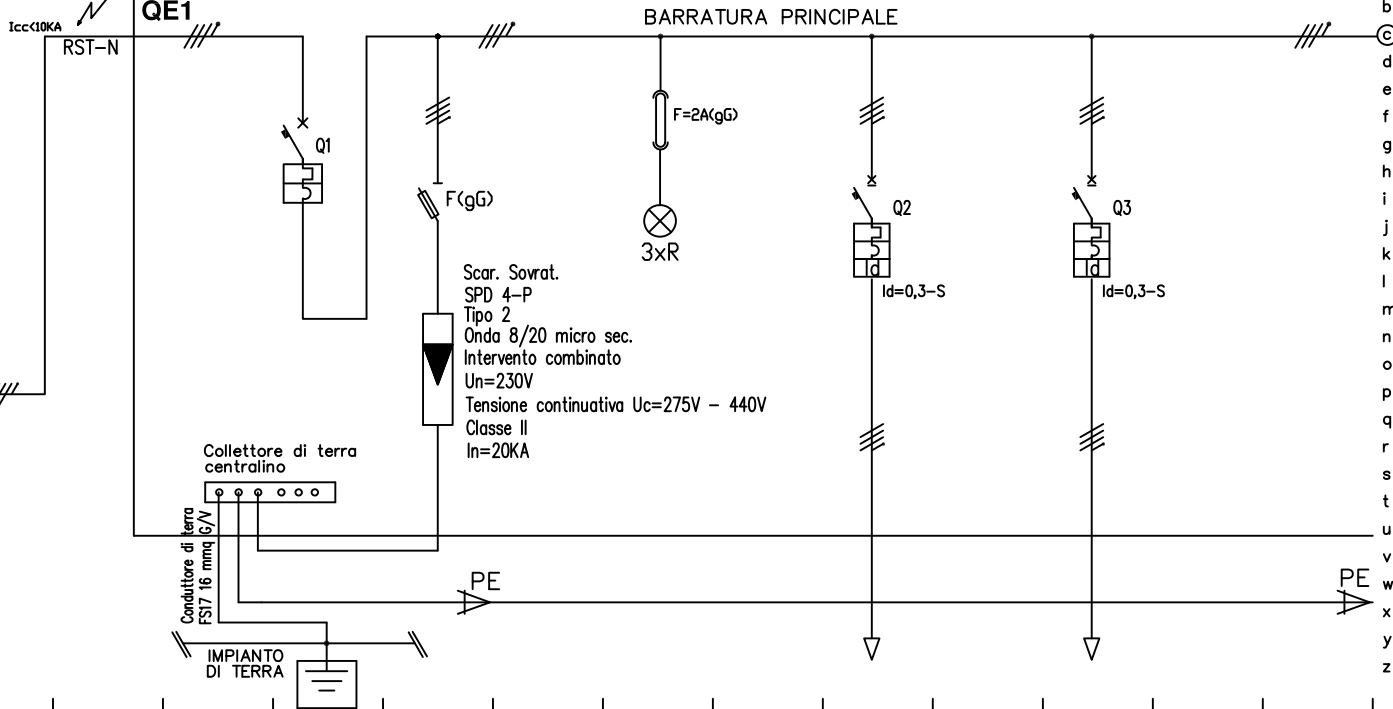 QE1
BARRATURA PRINCIPALE
Icc<10KA
RST-N
b
c
d
e
f
g
h
i
j
k
l
m
n
o
p
q
r
s
t
u
v
w
x
y
z
Q1
F(gG)
F=2A(gG)
3xR
Q2
Id=0,3-S
Q3
Id=0,3-S
Scar. Sovrat.
SPD 4-P
Tipo 2
Onda 8/20 micro sec.
Intervento combinato
Un=230V
Tensione continuativa Uc=275V - 440V
Classe II
In=20KA
Collettore di terra
centralino
Conduttore di terra
FS17 16 mmq G/V
PE
PE
IMPIANTO
DI TERRA